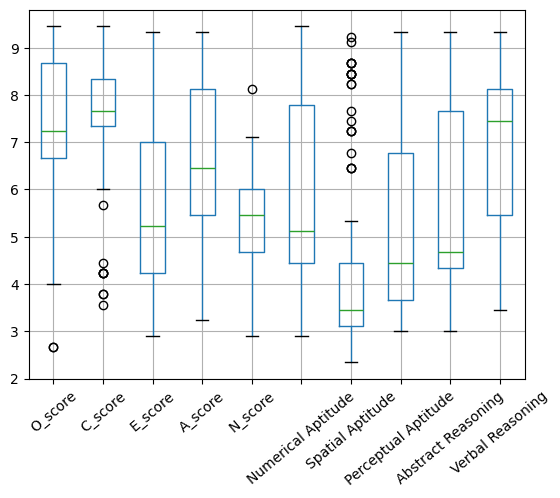 9
8
7
6
5
4
3
2
O_score
C_score
E_score
A_score
N_score
Numerical Aptitude
Spatial Aptitude
Perceptual Aptitude
Abstract Reasoning
Verbal Reasoning